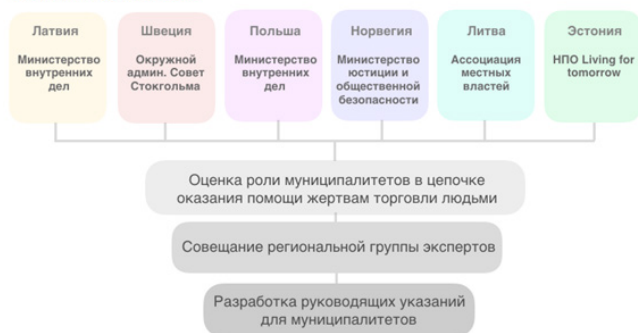 Латвия
Министерство
внутренних
дел
Швеция
Окружной
админ. Совет
Стокгольма
Польша
Министерство
внутренних
дел
Норвегия
Министерство
юстиции и
общественной
безопасности
Литва
Ассоциация
местных
властей
Эстония
НПО Living for
tomorrow
Оценка роли муниципалитетов в цепочке
оказания помощи жертвам торговли людьми
Совещание региональной группы экспертов
Разработка руководящих указаний
для муниципалитетов